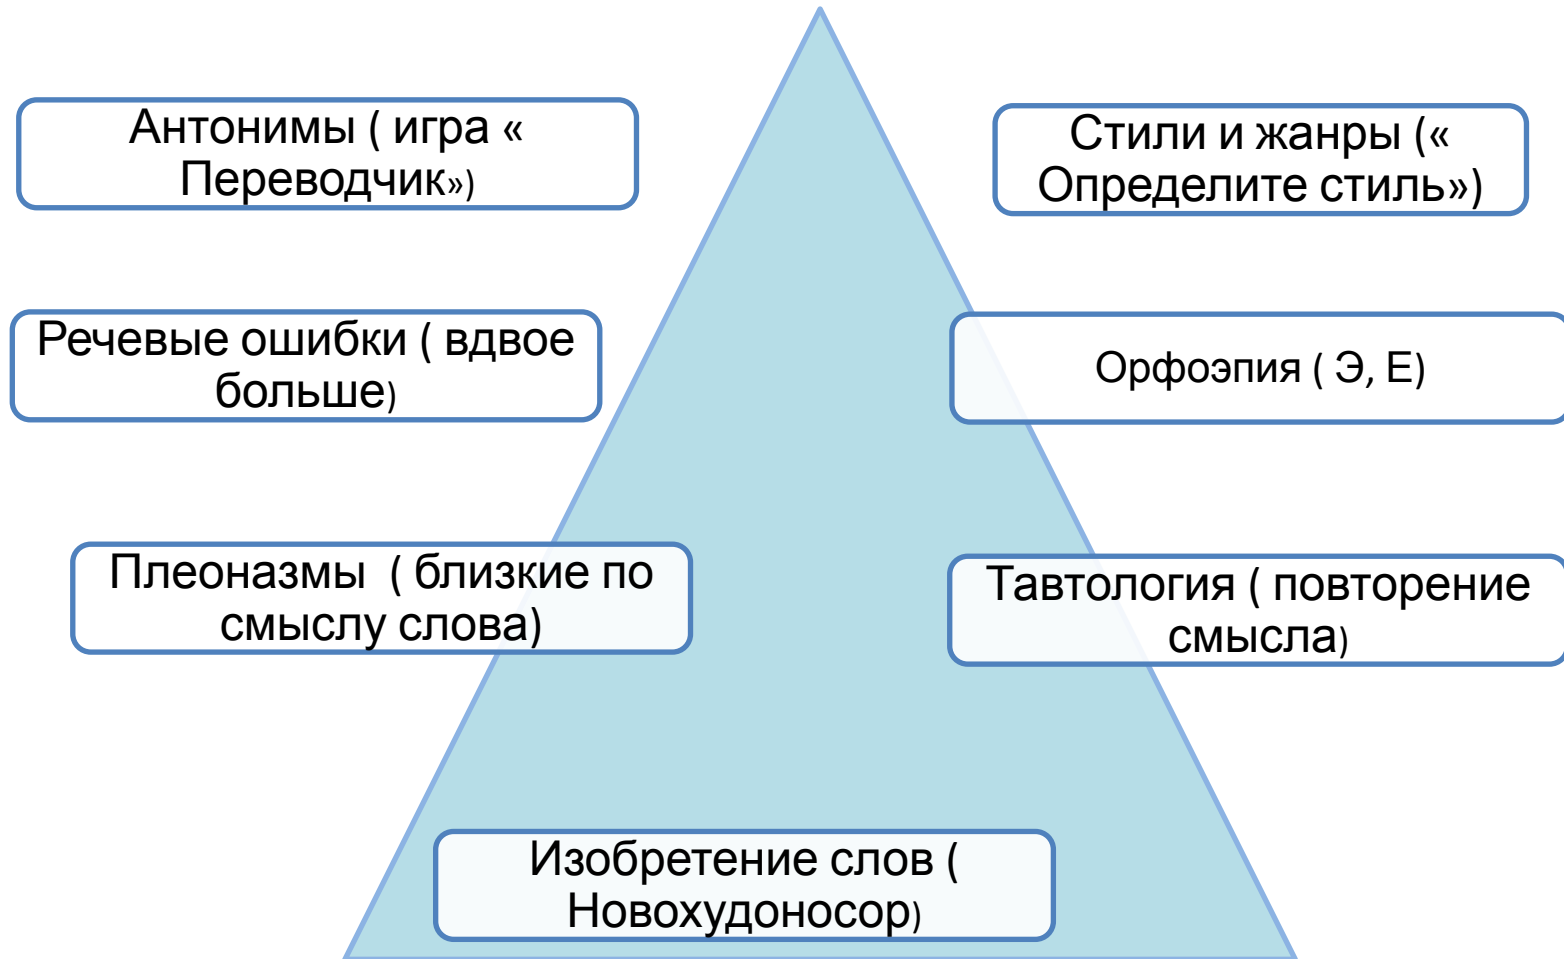 Антонимы ( игра «
Переводчик»)
Стили и жанры («
Определите стиль»)
Речевые ошибки ( вдвое
больше)
Орфоэпия ( Э, Е)
Плеоназмы ( близкие по
смыслу слова)
Тавтология ( повторение
смысла)
Изобретение слов (
Новохудоносор)